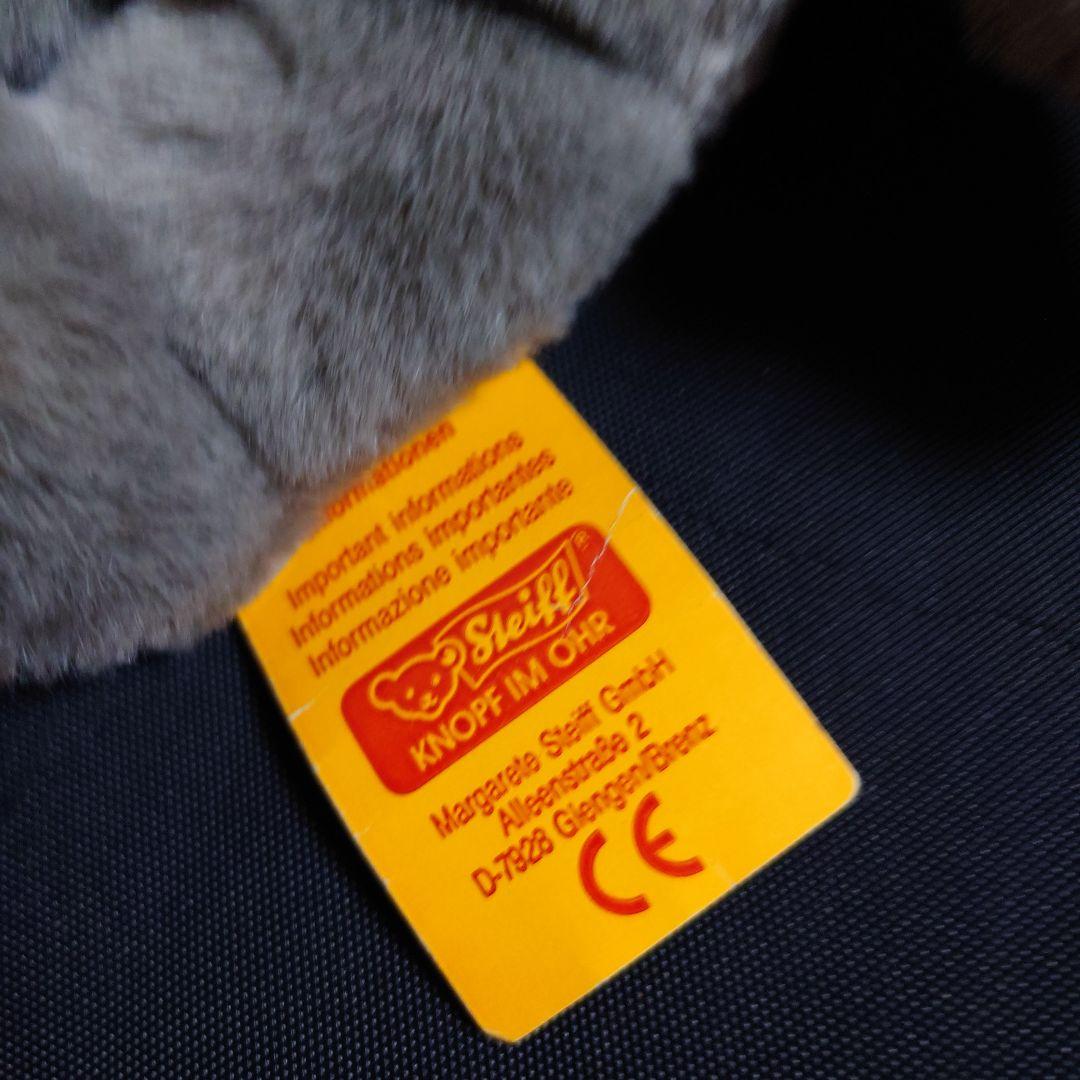 Important informations
Informations importantes
Informazione importante
Steiff®
KNOPF IM OHR
Margarete Steiff GmbH
Alleenstraße 2
D-7928 Giengen/Brenz
CE